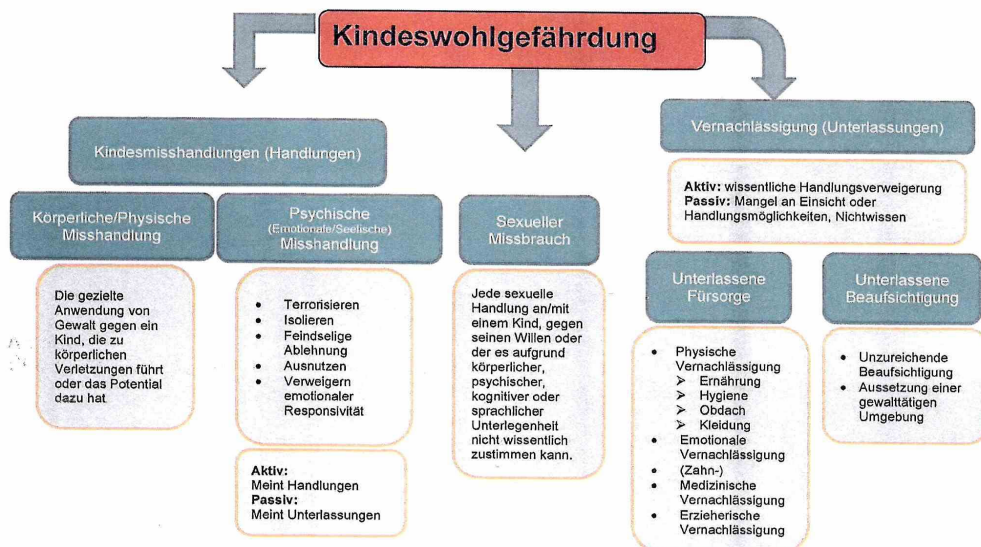 Kindeswohlgefährdung
Kindesmisshandlungen (Handlungen)
Körperliche/Physische
Misshandlung
Die gezielte
Anwendung von
Gewalt gegen ein
Kind, die zu
körperlichen
Verletzungen führt
oder das Potential
dazu hat
Psychische
(Emotionale/Seelische)
Misshandlung
• Terrorisieren
• Isolieren
• Feindselige
Ablehnung
• Ausnutzen
• Verweigern
emotionaler
Responsivität
Aktiv:
Meint Handlungen
Passiv:
Meint Unterlassungen
Sexueller
Missbrauch
Jede sexuelle
Handlung an/mit
einem Kind, gegen
seinen Willen oder
der es aufgrund
körperlicher,
psychischer,
kognitiver oder
sprachlicher
Unterlegenheit
nicht wissentlich
zustimmen kann.
Vernachlässigung (Unterlassungen)
Aktiv: wissentliche Handlungsverweigerung
Passiv: Mangel an Einsicht oder
Handlungsmöglichkeiten, Nichtwissen
Unterlassene
Fürsorge
• Physische
Vernachlässigung
➢ Ernährung
➢ Hygiene
➢ Obdach
➢ Kleidung
• Emotionale
Vernachlässigung
• (Zahn-)
• Medizinische
Vernachlässigung
• Erzieherische
Vernachlässigung
Unterlassene
Beaufsichtigung
• Unzureichende
Beaufsichtigung
• Aussetzung einer
gewalttätigen
Umgebung